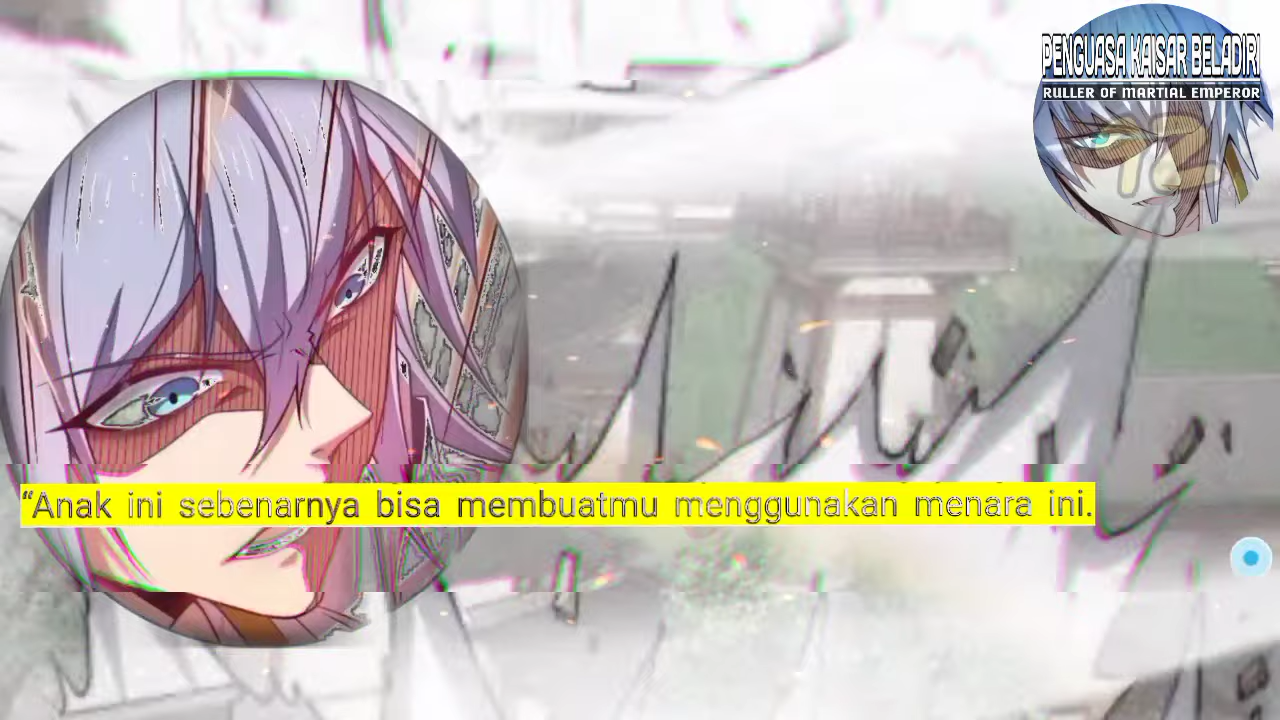 PENGUASA KAISAR BELADIRI
RULLER OF MARTIAL EMPEROR
“Anak ini sebenarnya bisa membuatmu menggunakan menara ini.